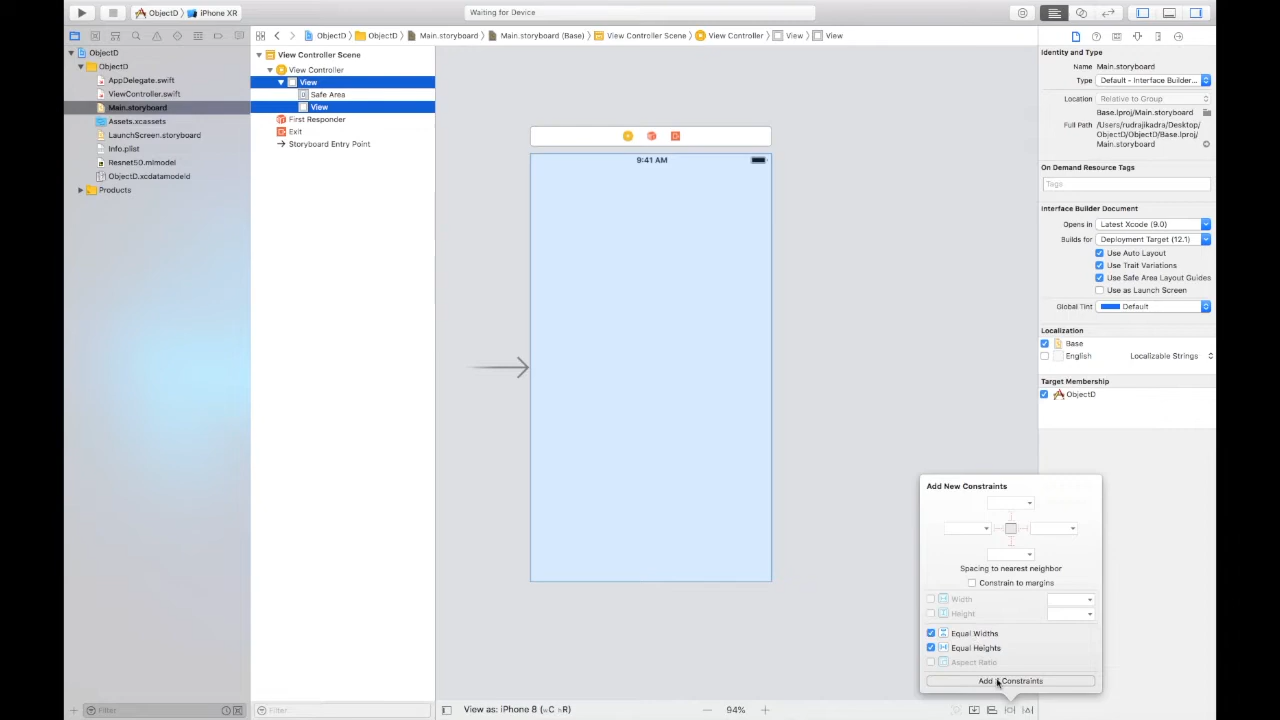 ObjectD
iPhone XR
Waiting for Device
ObjectD
ObjectD
Main.storyboard
Main.storyboard (Base)
View Controller Scene
View Controller
View
View
ObjectD
ObjectD
AppDelegate.swift
ViewController.swift
Main.storyboard
Assets.xcassets
LaunchScreen.storyboard
Info.plist
Resnet50.mlmodel
ObjectD.xcdatamodeld
Products
View Controller Scene
View Controller
View
Safe Area
View
First Responder
Exit
Storyboard Entry Point
9:41 AM
Identity and Type
Name Main.storyboard
Type Default - Interface Builder...
Location Relative to Group
Base.lproj/Main.storyboard
Full Path /Users/rudrajikadra/Desktop/
ObjectD/ObjectD/Base.lproj/
Main.storyboard
On Demand Resource Tags
Tags
Interface Builder Document
Opens in Latest Xcode (9.0)
Builds for Deployment Target (12.1)
Use Auto Layout
Use Trait Variations
Use Safe Area Layout Guides
Use as Launch Screen
Global Tint Default
Localization
Base
English Localizable Strings
Target Membership
ObjectD
Add New Constraints
Spacing to nearest neighbor
Constrain to margins
Width
Height
Equal Widths
Equal Heights
Aspect Ratio
Add Constraints
Filter
Filter
View as: iPhone 8 (wC hR)
94%